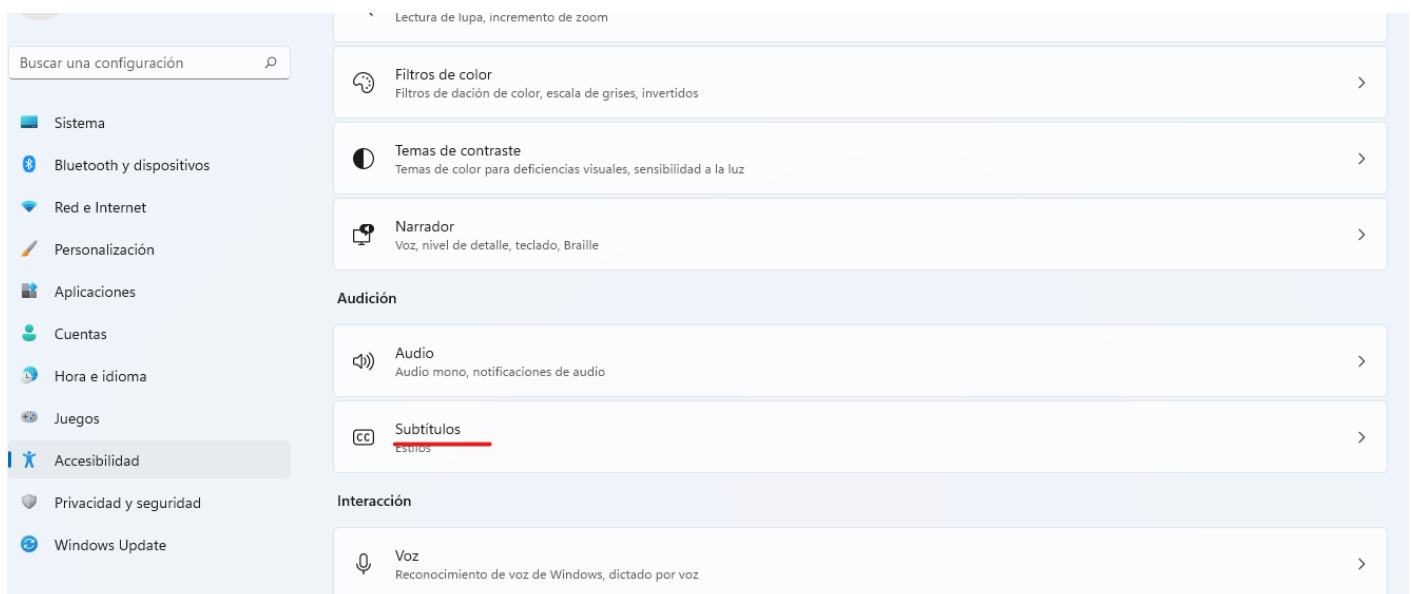 Lectura de lupa, incremento de zoom
Buscar una configuración
Filtros de color
Filtros de dación de color, escala de grises, invertidos
Sistema
Temas de contraste
Temas de color para deficiencias visuales, sensibilidad a la luz
Bluetooth y dispositivos
Red e Internet
Narrador
Voz, nivel de detalle, teclado, Braille
Personalización
Aplicaciones
Audición
Cuentas
Audio
Audio mono, notificaciones de audio
Hora e idioma
Juegos
Subtítulos
Estilos
Accesibilidad
Privacidad y seguridad
Interacción
Windows Update
Voz
Reconocimiento de voz de Windows, dictado por voz